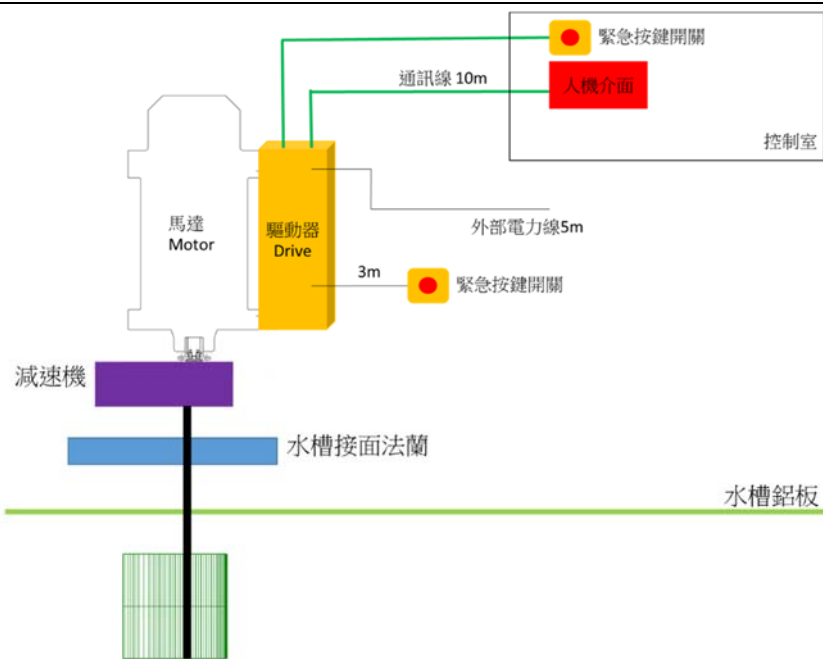 緊急按鍵開關
通訊線 10m
人機介面
控制室
馬達
Motor
驅動器
Drive
外部電力線5m
3m
緊急按鍵開關
減速機
水槽接面法蘭
水槽鋁板